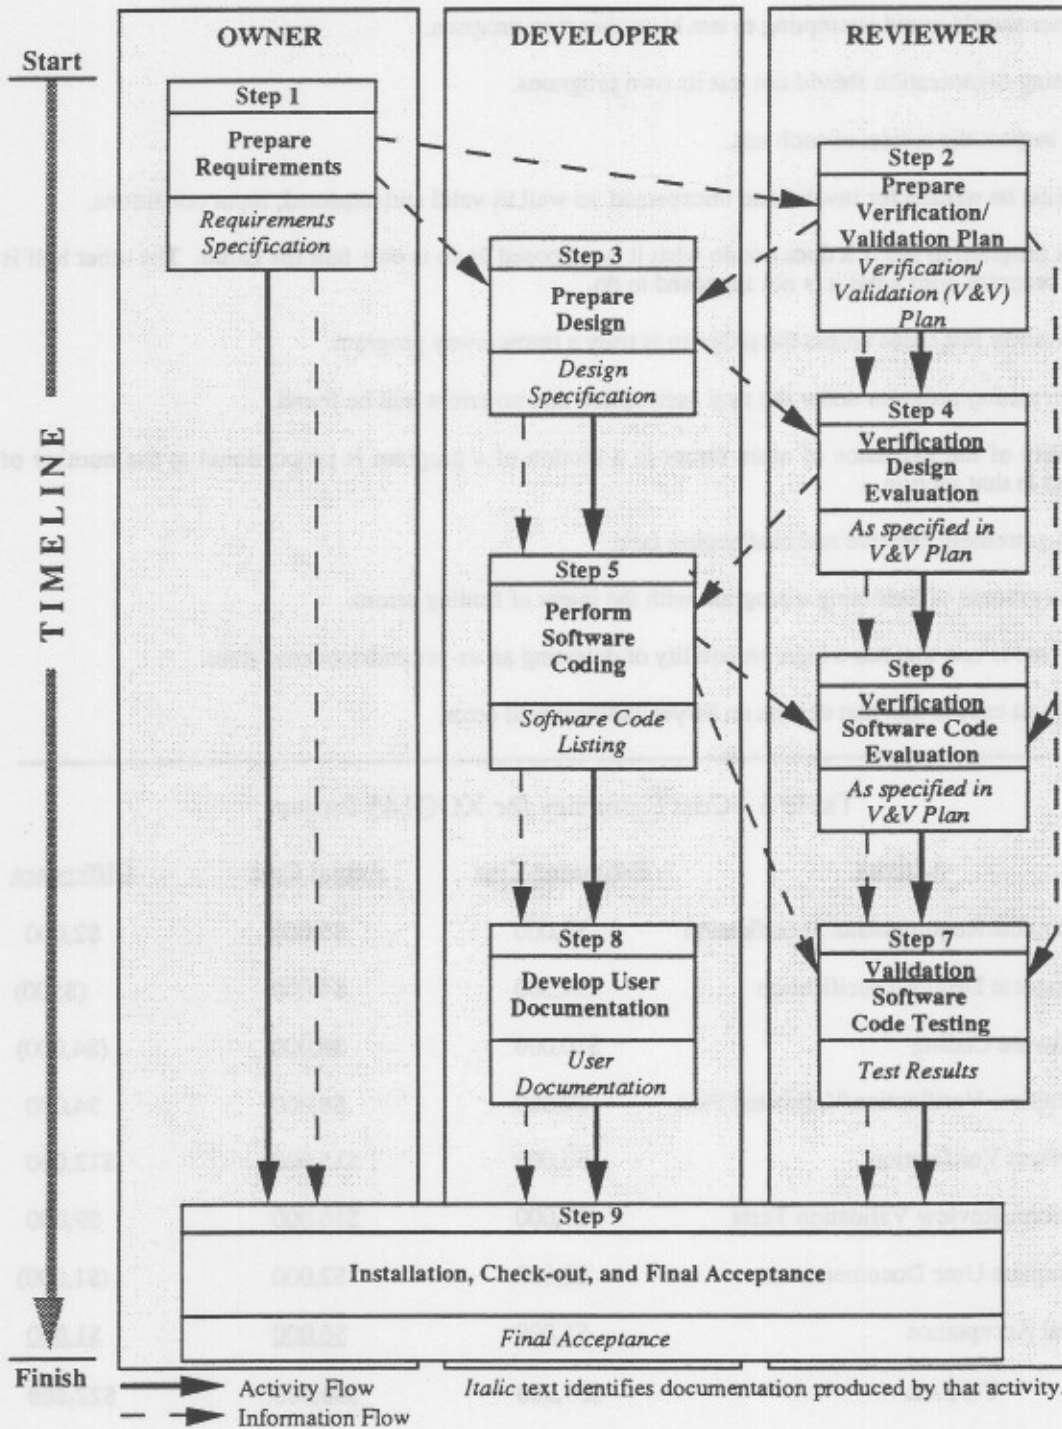 OWNER
DEVELOPER
REVIEWER
Start
TIMELINE
Finish
Step 1
Prepare
Requirements
Requirements
Specification
Step 2
Prepare
Verification/
Validation Plan
Verification/
Validation (V&V)
Plan
Step 3
Prepare
Design
Design
Specification
Step 4
Verification
Design
Evaluation
As specified in
V&V Plan
Step 5
Perform
Software
Coding
Software Code
Listing
Step 6
Verification
Software Code
Evaluation
As specified in
V&V Plan
Step 8
Develop User
Documentation
User
Documentation
Step 7
Validation
Software
Code Testing
Test Results
Step 9
Installation, Check-out, and Final Acceptance
Final Acceptance
Activity Flow
Information Flow
Italic text identifies documentation produced by that activity.